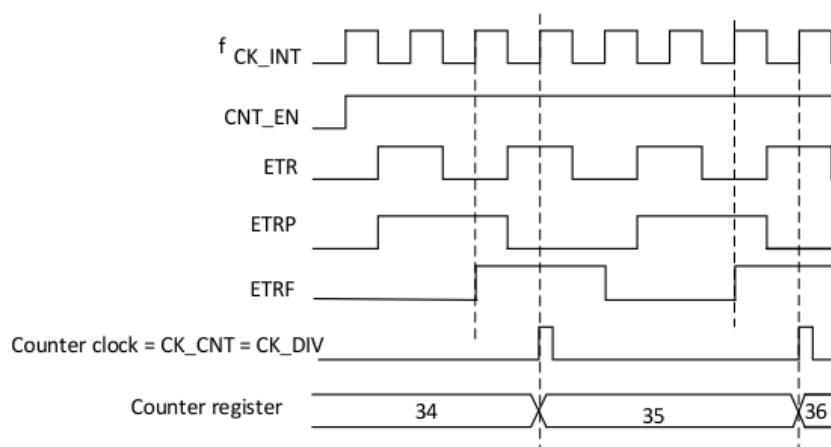 f CK_INT
CNT_EN
ETR
ETRP
ETRF
Counter clock = CK_CNT = CK_DIV
Counter register 34 35 36